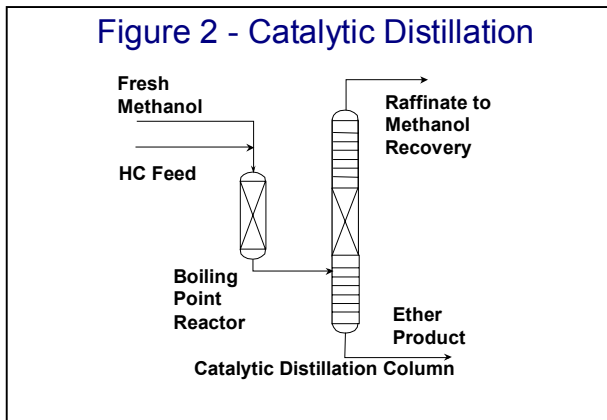 Figure 2 - Catalytic Distillation
Fresh
Methanol
HC Feed
Raffinate to
Methanol
Recovery
Boiling
Point
Reactor
Ether
Product
Catalytic Distillation Column